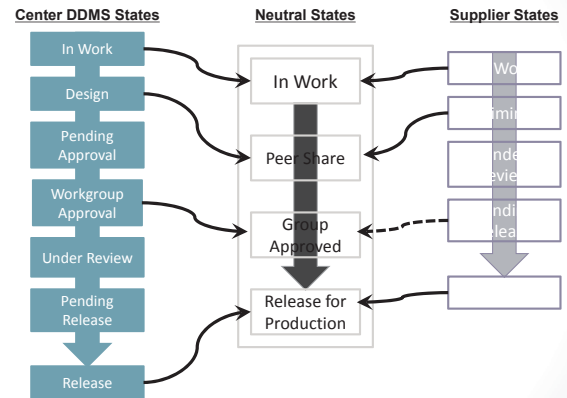 Center DDMS States
Neutral States
Supplier States
In Work
Design
Pending
Approval
Workgroup
Approval
Under Review
Pending
Release
Release
In Work
Peer Share
Group
Approved
Release for
Production